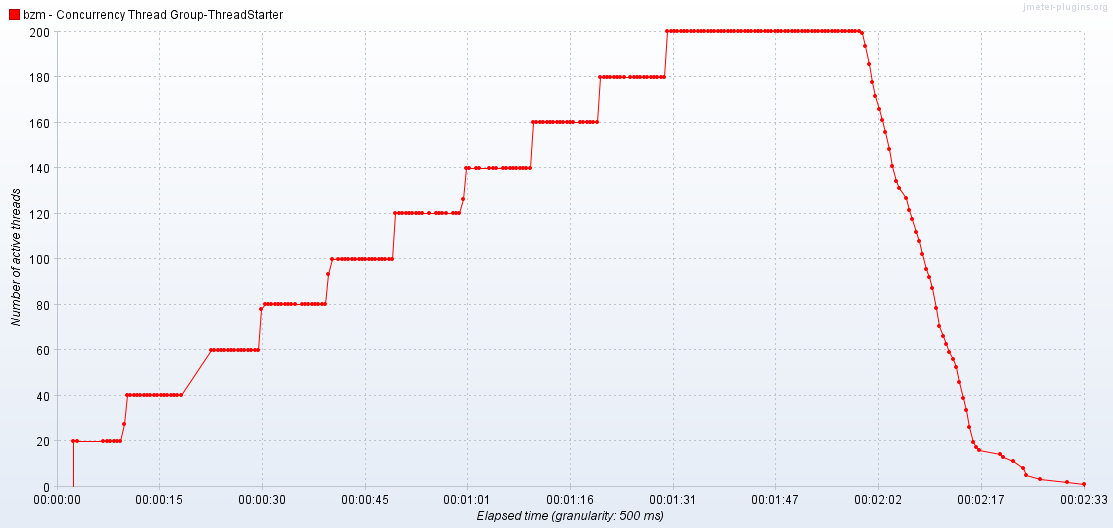 bzm - Concurrency Thread Group-ThreadStarter
jmeter-plugins.org
200
180
160
140
120
100
80
60
40
20
0
Number of active threads
00:00:00 00:00:15 00:00:30 00:00:45 00:01:01 00:01:16 00:01:31 00:01:47 00:02:02 00:02:17 00:02:33
Elapsed time (granularity: 500 ms)